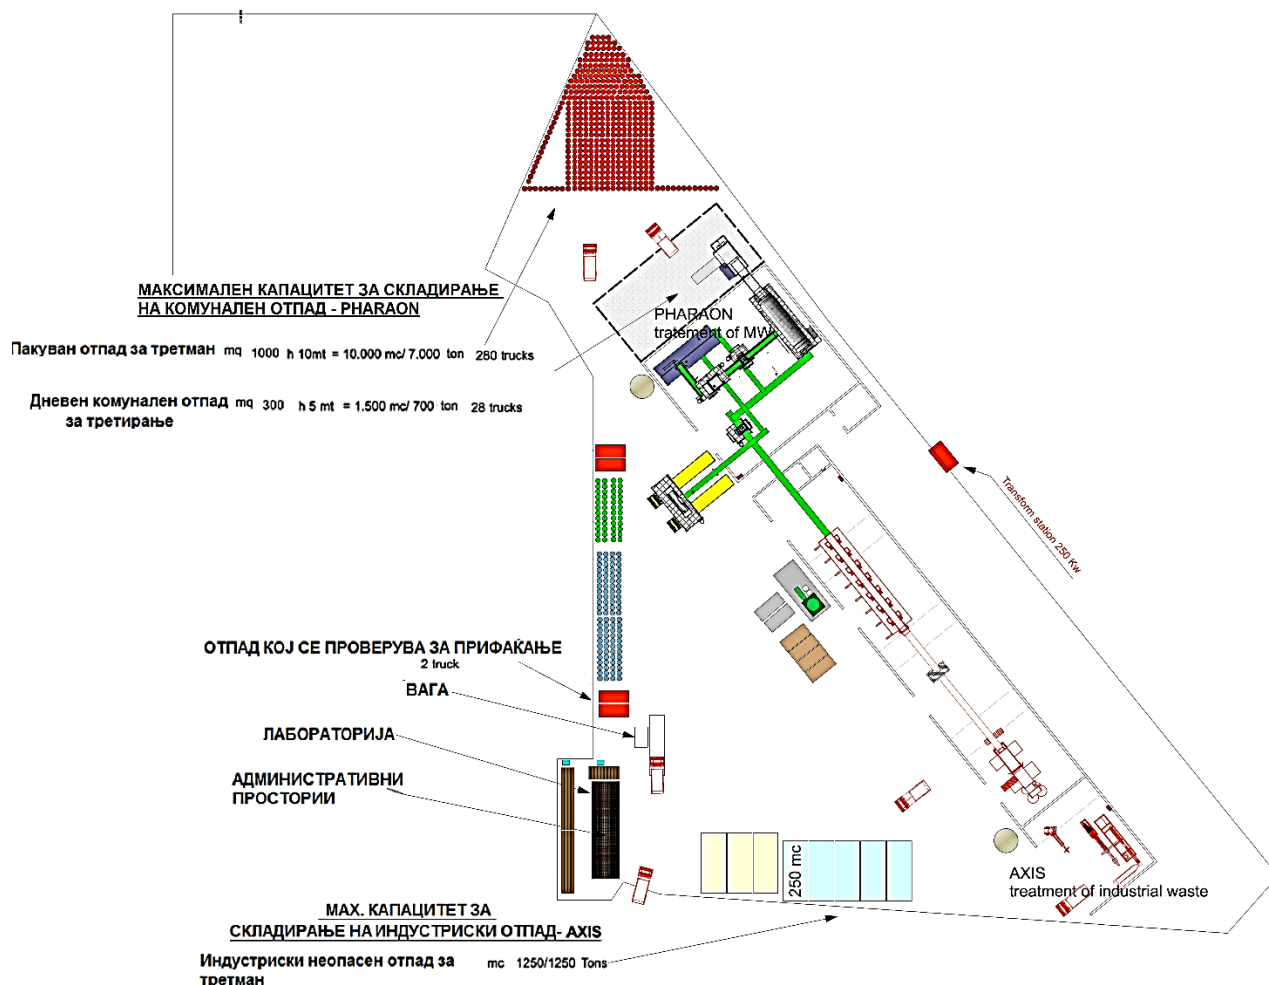 МАКСИМАЛЕН КАПАЦИТЕТ ЗА СКЛАДИРАЊЕ
НА КОМУНАЛЕН ОТПАД - PHARAON
Пакуван отпад за третман mq 1000 h 10mt = 10.000 mc/ 7.000 ton 280 trucks
Дневен комунален отпад mq 300 h 5 mt = 1.500 mc/ 700 ton 28 trucks
за третирање
PHARAON
tratement of MW
Transform station 250 Kw
ОТПАД КОЈ СЕ ПРОВЕРУВА ЗА ПРИФАЌАЊЕ
2 truck
ВАГА
ЛАБОРАТОРИЈА
АДМИНИСТРАТИВНИ
ПРОСТОРИИ
250 mc
AXIS
treatment of industrial waste
МАХ. КАПАЦИТЕТ ЗА
СКЛАДИРАЊЕ НА ИНДУСТРИСКИ ОТПАД- AXIS
Индустриски неопасен отпад за mc 1250/1250 Tons
третман